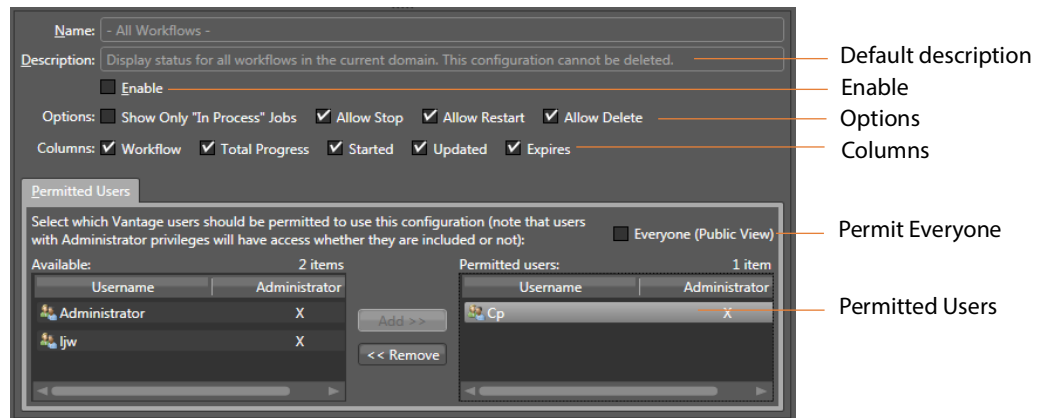 Name: - All Workflows -
Description: Display status for all workflows in the current domain. This configuration cannot be deleted.
Default description
Enable
Enable
Options: Show Only "In Process" Jobs Allow Stop Allow Restart Allow Delete
Options
Columns: Workflow Total Progress Started Updated Expires
Columns
Permitted Users
Select which Vantage users should be permitted to use this configuration (note that users
with Administrator privileges will have access whether they are included or not):
Everyone (Public View)
Permit Everyone
Available: 2 items
Permitted users: 1 item
Username Administrator
Username Administrator
Administrator X
Add >>
Cp X
Permitted Users
ljw X
<< Remove